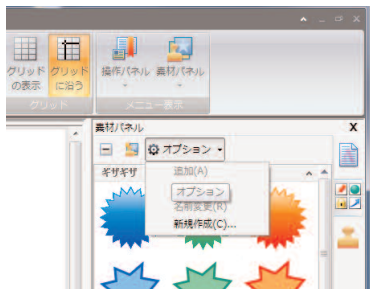 グリッド
の表示
グリッド
に沿う
操作パネル
素材パネル
グリッド
メニュー表示
素材パネル
X
オプション
ギザギザ
追加(A)
オプション
名前変更(R)
新規作成(C)...